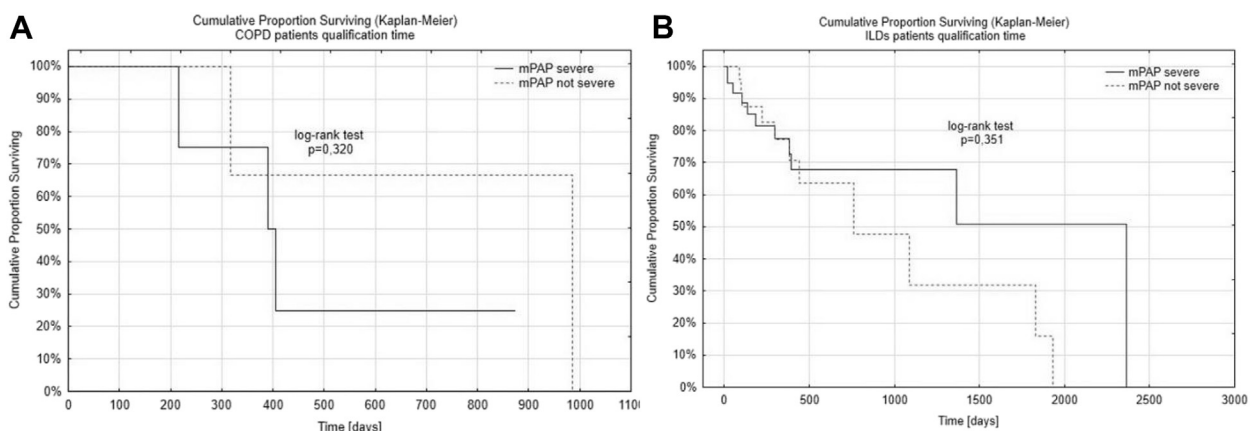 A
Cumulative Proportion Surviving (Kaplan-Meier)
COPD patients qualification time
mPAP severe
mPAP not severe
log-rank test
p=0,320
Cumulative Proportion Surviving
100%
90%
80%
70%
60%
50%
40%
30%
20%
10%
0%
0 100 200 300 400 500 600 700 800 900 1000 110
Time [days]
B
Cumulative Proportion Surviving (Kaplan-Meier)
ILDs patients qualification time
mPAP severe
mPAP not severe
log-rank test
p=0,351
Cumulative Proportion Surviving
100%
90%
80%
70%
60%
50%
40%
30%
20%
10%
0%
0 500 1000 1500 2000 2500 3000
Time [days]